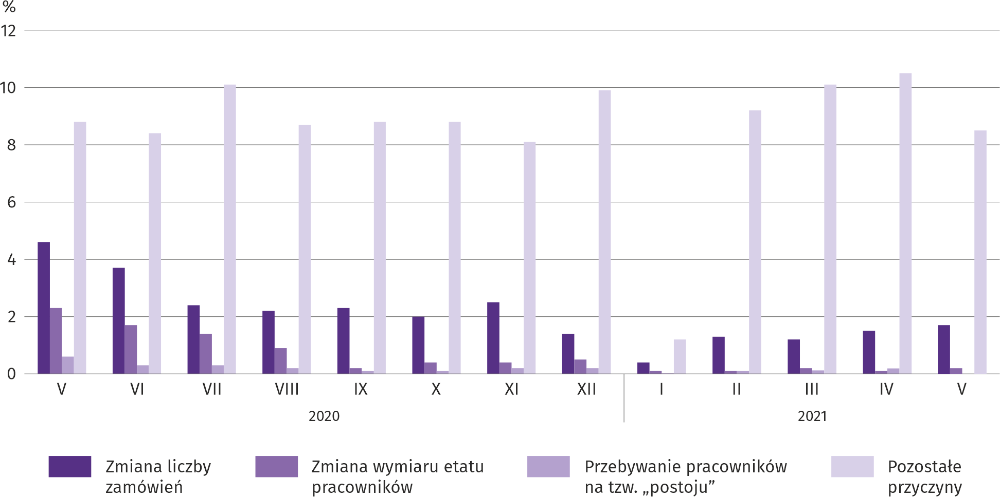 %
12
10
8
6
4
2
0
V VI VII VIII IX X XI XII I II III IV V
2020 2021
Zmiana liczby
zamówień
Zmiana wymiaru etatu
pracowników
Przebywanie pracowników
na tzw. „postoju”
Pozostałe
przyczyny